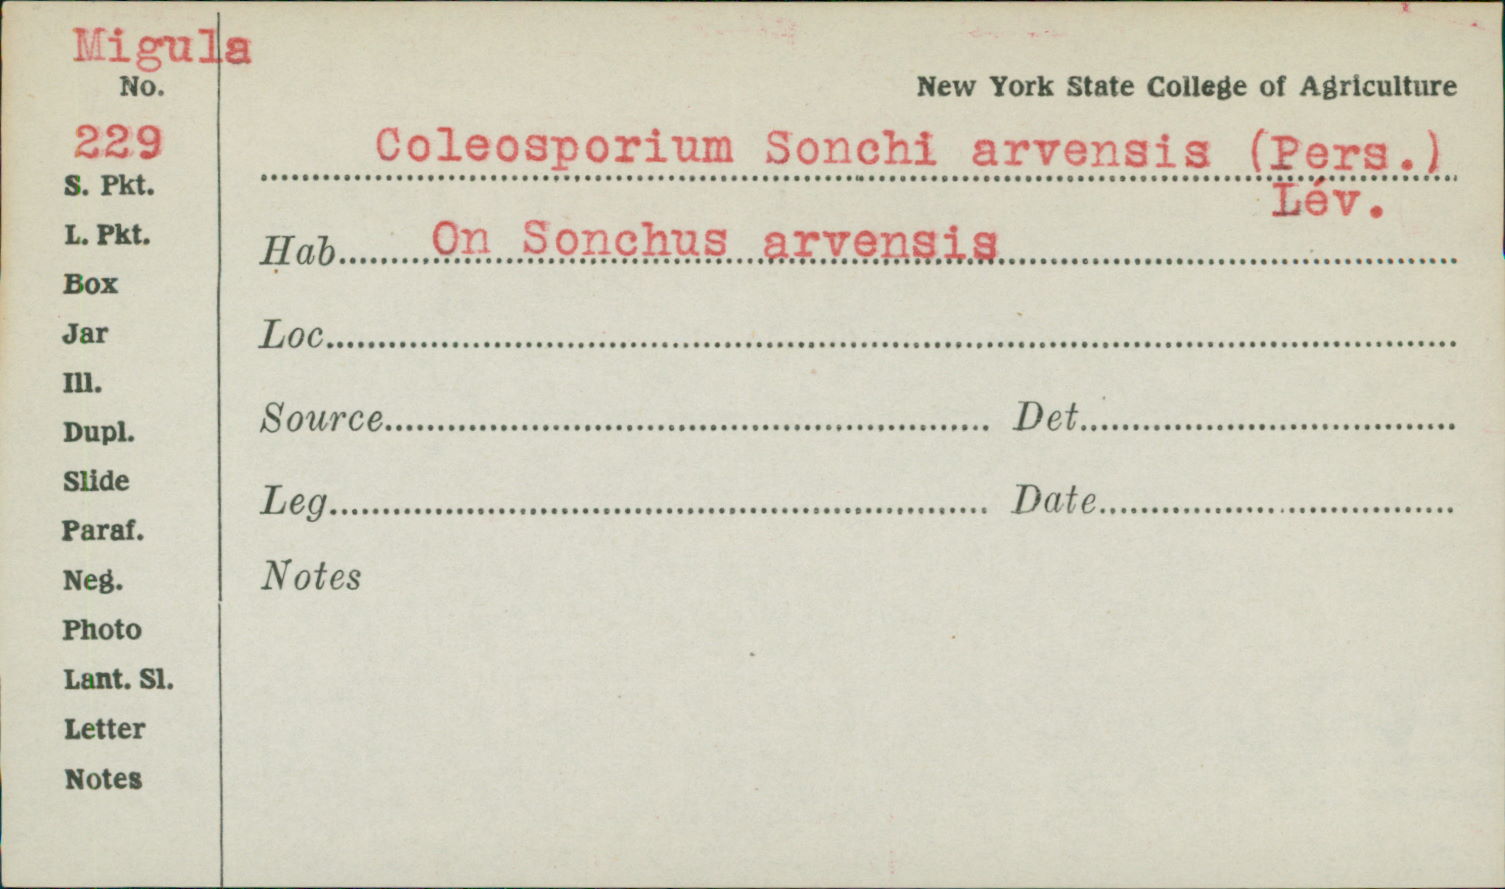 Migula
No.
229
S. Pkt.
L. Pkt.
Box
Jar
Ill.
Dupl.
Slide
Paraf.
Neg.
Photo
Lant. Sl.
Letter
Notes
New York State College of Agriculture
Coleosporium Sonchi arvensis (Pers.)
Lév.
Hab. On Sonchus arvensis
Loc.
Source
Det.
Leg.
Date
Notes